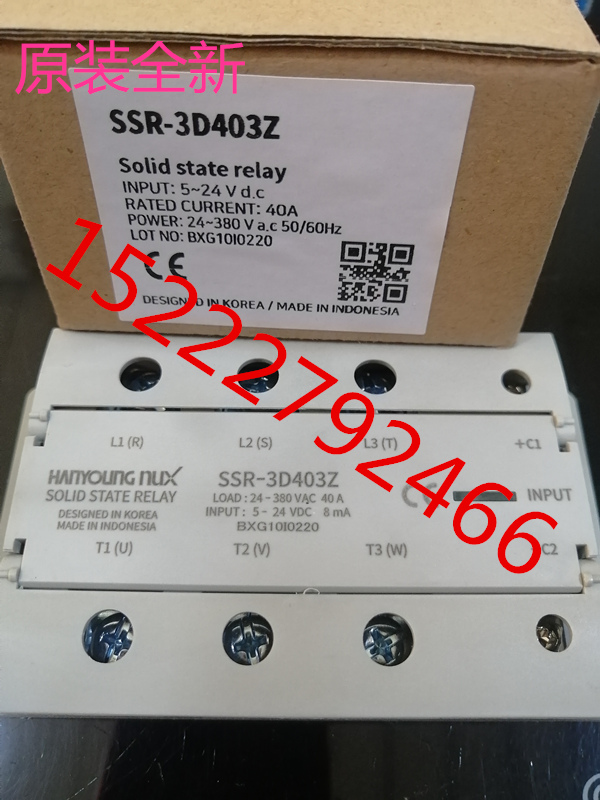 原装全新
SSR-3D403Z
Solid state relay
INPUT: 5~24 V d.c
RATED CURRENT: 40A
POWER: 24~380 V a.c 50/60Hz
LOT NO: BXG10I0220
CE
DESIGNED IN KOREA / MADE IN INDONESIA
15222792466
L1 (R) L2 (S) L3 (T) +C1
HANYOUNG NUX
SOLID STATE RELAY
DESIGNED IN KOREA
MADE IN INDONESIA
SSR-3D403Z
LOAD : 24 - 380 VAC 40 A
INPUT : 5 - 24 VDC 8 mA
BXG10I0220
CE
INPUT
T1 (U) T2 (V) T3 (W) C2